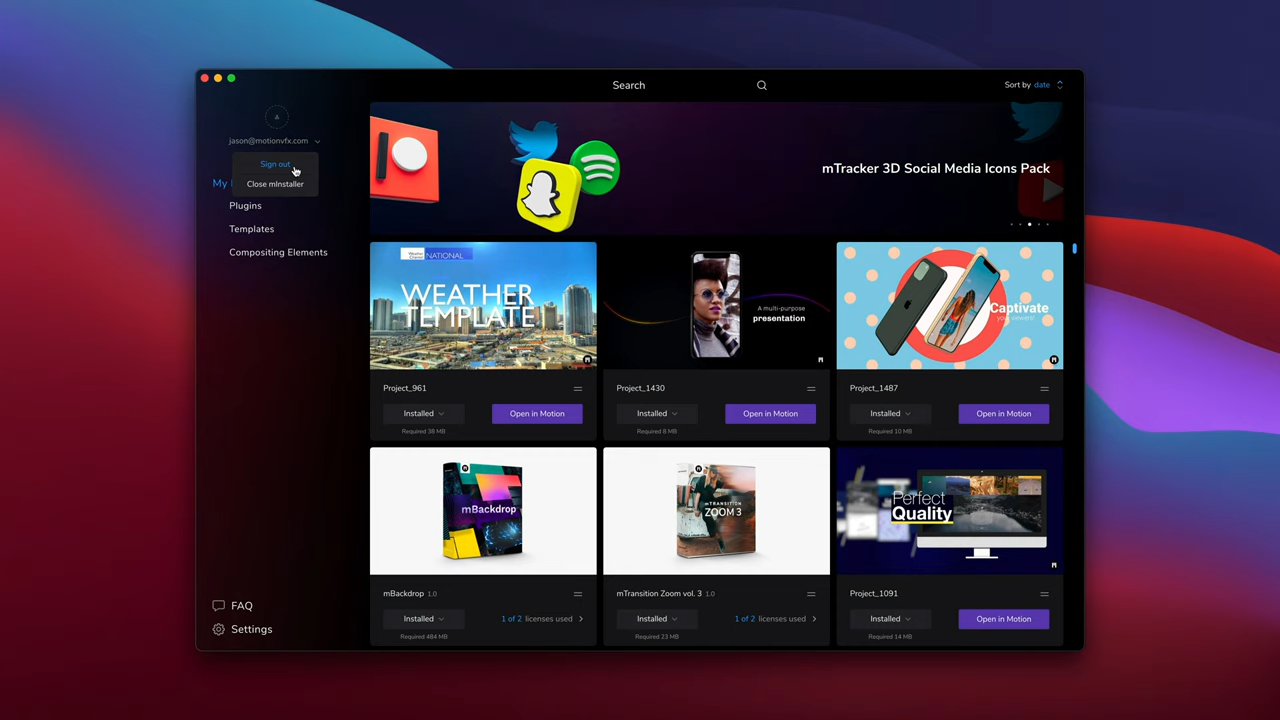 Search
Sort by date
jason@motionvfx.com
Sign out
Close mInstaller
My
Plugins
Templates
Compositing Elements
FAQ
Settings
mTracker 3D Social Media Icons Pack
Weather Channel
NATIONAL
WEATHER
TEMPLATE
Project_961
Installed
Open in Motion
Required 38 MB
A multi-purpose
presentation
Project_1430
Installed
Open in Motion
Required 8 MB
Captivate
your viewers!
Project_1487
Installed
Open in Motion
Required 10 MB
mBackdrop
mBackdrop 1.0
Installed
1 of 2 licenses used
Required 484 MB
mTRANSITION
ZOOM 3
mTransition Zoom vol. 3 1.0
Installed
1 of 2 licenses used
Required 23 MB
Perfect
Quality
Project_1091
Installed
Open in Motion
Required 14 MB